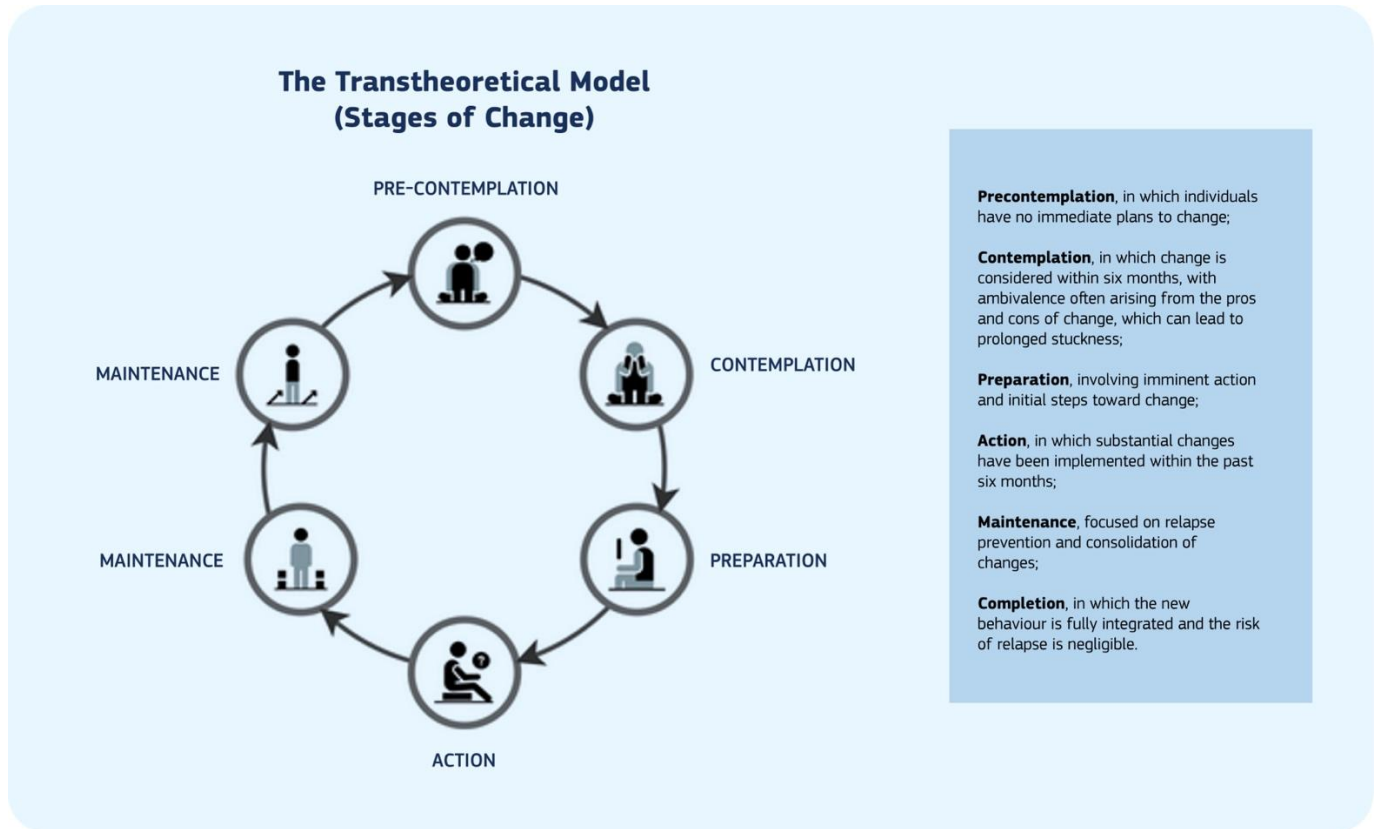 The Transtheoretical Model
(Stages of Change)
PRE-CONTEMPLATION
CONTEMPLATION
PREPARATION
ACTION
MAINTENANCE
MAINTENANCE
?
Precontemplation, in which individuals
have no immediate plans to change;
Contemplation, in which change is
considered within six months, with
ambivalence often arising from the pros
and cons of change, which can lead to
prolonged stuckness;
Preparation, involving imminent action
and initial steps toward change;
Action, in which substantial changes
have been implemented within the past
six months;
Maintenance, focused on relapse
prevention and consolidation of
changes;
Completion, in which the new
behaviour is fully integrated and the risk
of relapse is negligible.